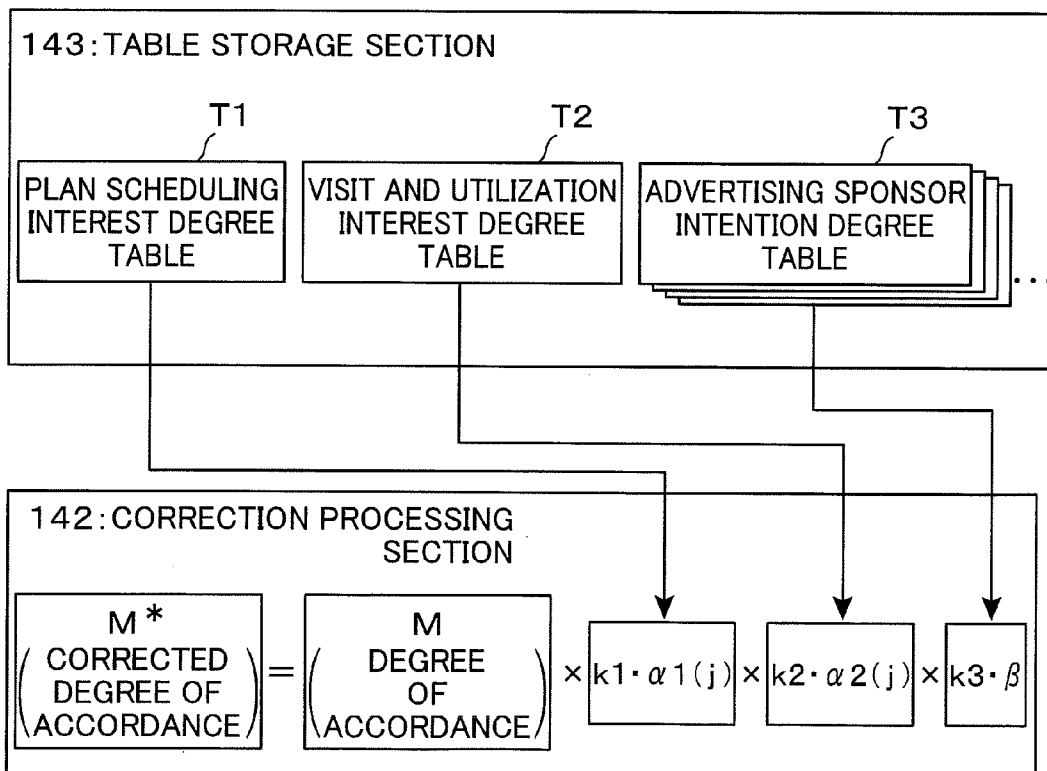 143:TABLE STORAGE SECTION
T1
T2
T3
PLAN SCHEDULING
INTEREST DEGREE
TABLE
VISIT AND UTILIZATION
INTEREST DEGREE
TABLE
ADVERTISING SPONSOR
INTENTION DEGREE
TABLE
...
142:CORRECTION PROCESSING
SECTION
M*
(CORRECTED
DEGREE OF
ACCORDANCE)
=
M
(DEGREE
OF
ACCORDANCE)
× k1・α1(j) × k2・α2(j) × k3・β